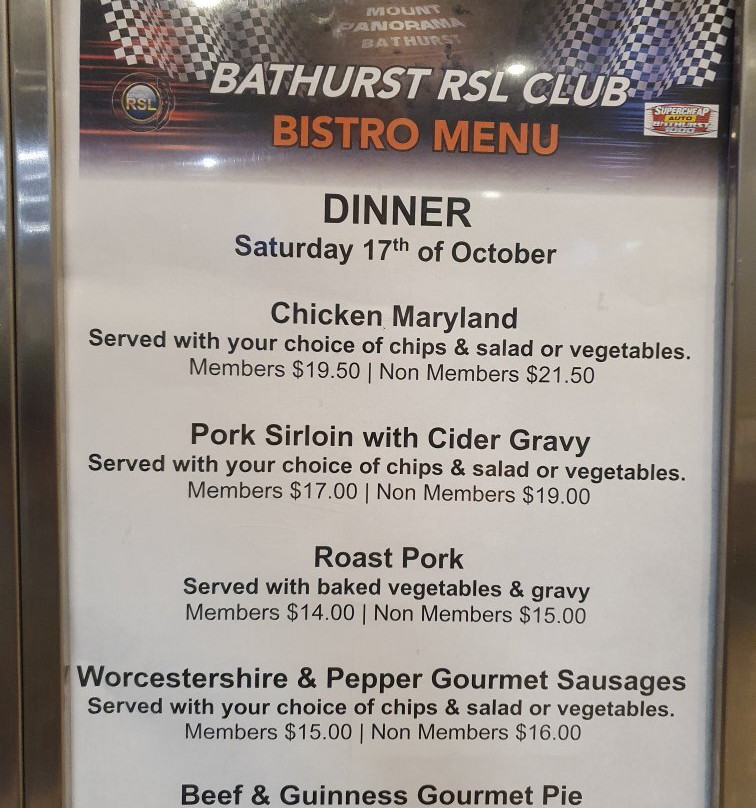 MOUNT
PANORAMA
BATHURST
BATHURST RSL CLUB
RSL
SUPERCHEAP
AUTO
BATHURST
1000
BISTRO MENU
DINNER
Saturday 17th of October
Chicken Maryland
Served with your choice of chips & salad or vegetables.
Members $19.50 | Non Members $21.50
Pork Sirloin with Cider Gravy
Served with your choice of chips & salad or vegetables.
Members $17.00 | Non Members $19.00
Roast Pork
Served with baked vegetables & gravy
Members $14.00 | Non Members $15.00
Worcestershire & Pepper Gourmet Sausages
Served with your choice of chips & salad or vegetables.
Members $15.00 | Non Members $16.00
Beef & Guinness Gourmet Pie